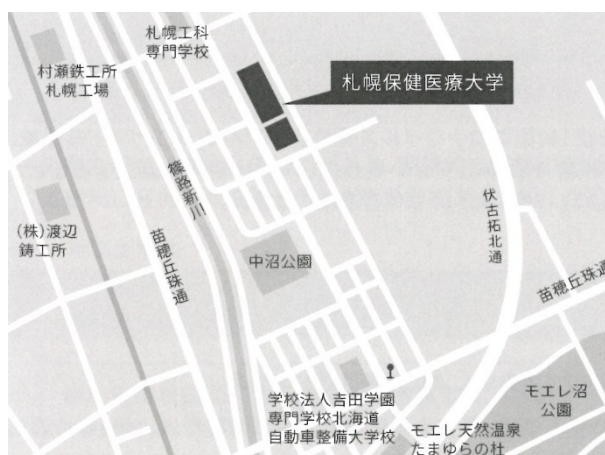 札幌工科
専門学校
村瀬鉄工所
札幌工場
札幌保健医療大学
篠路新川
伏古拓北通
(株)渡辺
鋳工所
苗穂丘珠通
中沼公園
苗穂丘珠通
モエレ沼
公園
学校法人吉田学園
専門学校北海道
自動車整備大学校
モエレ天然温泉
たまゆらの杜